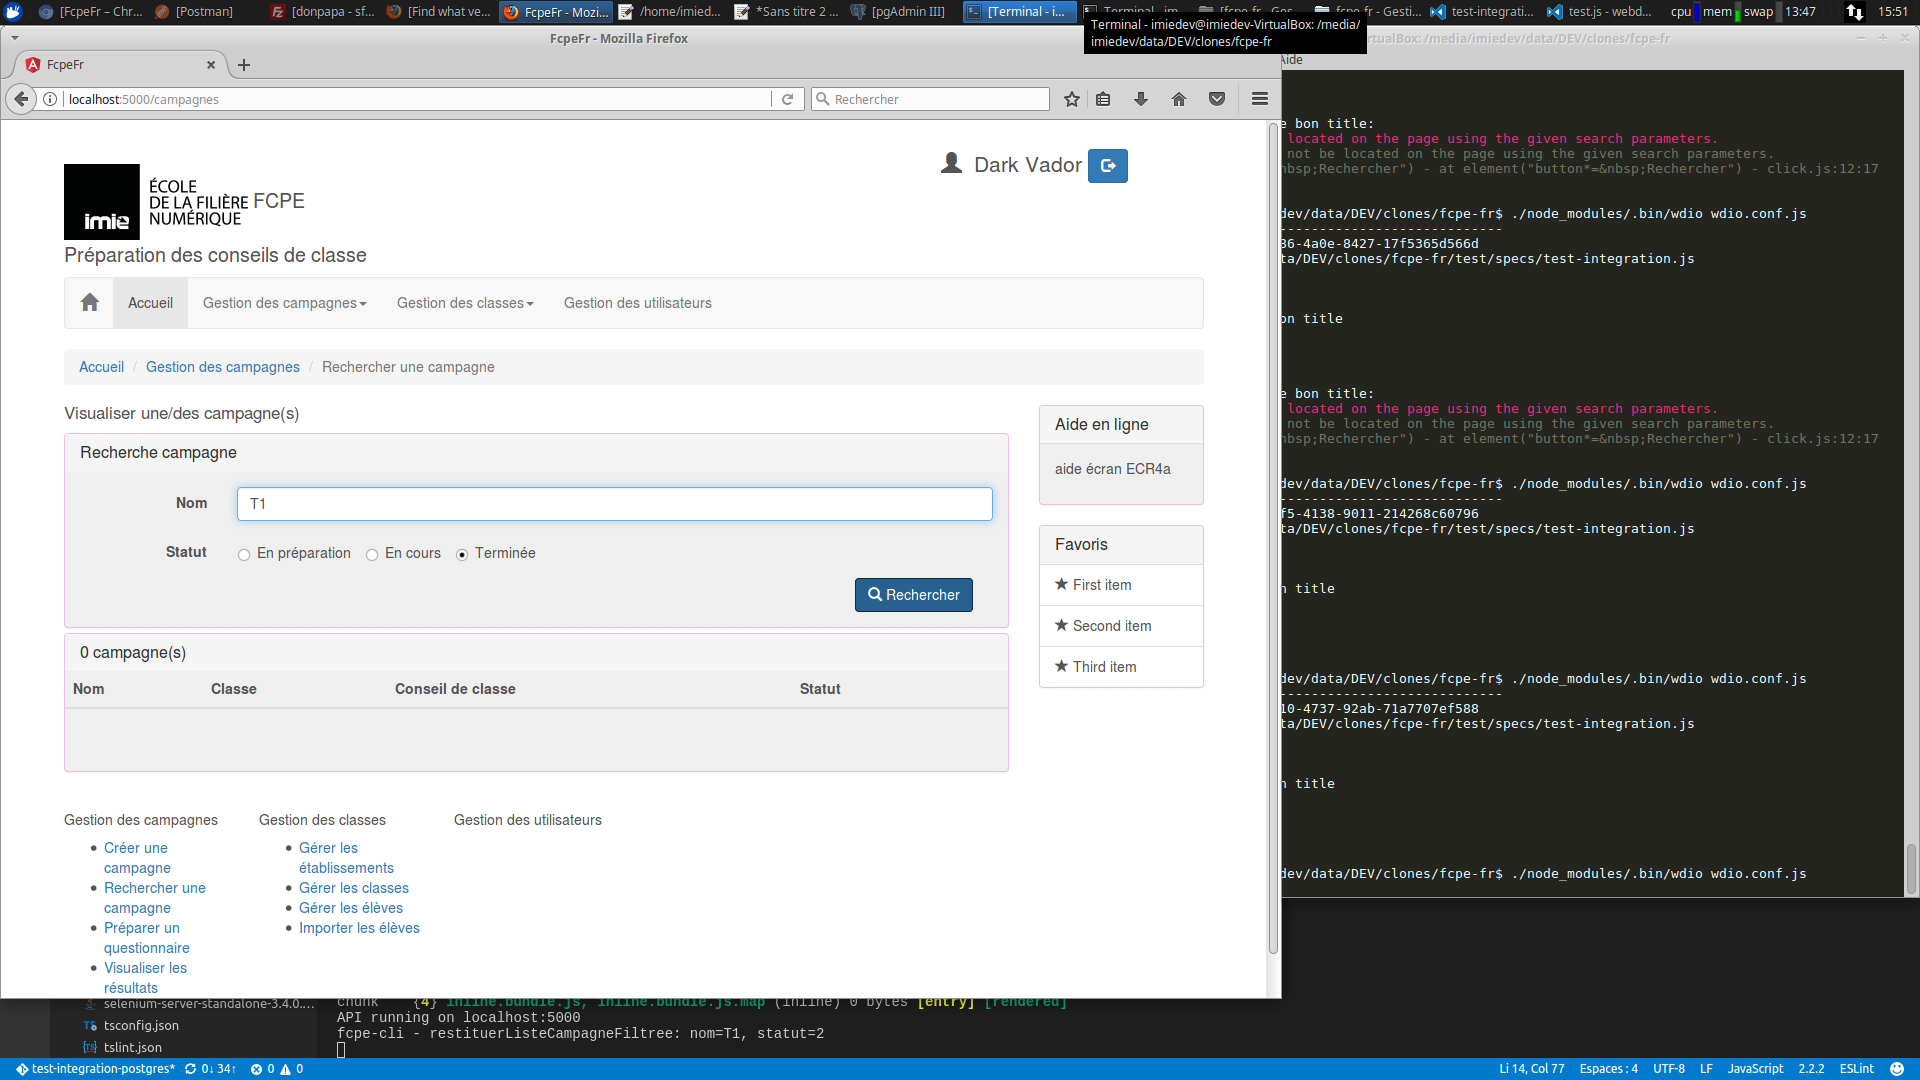 [FcpeFr – Chr...
[Postman]
[donpapa - sf...
[Find what ve...
FcpeFr - Mozi...
/home/imied...
*Sans titre 2 ...
[pgAdmin III]
[Terminal - i...
[fcpe-fr - Gesti...
test-integrati...
test.js - webd...
cpu
mem
swap
13:47
15:51
Terminal - imiedev@imiedev-VirtualBox: /media/
imiedev/data/DEV/clones/fcpe-fr
FcpeFr - Mozilla Firefox
rtualBox: /media/imiedev/data/DEV/clones/fcpe-fr
FcpeFr
Aide
localhost:5000/campagnes
Rechercher
Dark Vador
imie
ÉCOLE
DE LA FILIÈRE
NUMÉRIQUE
FCPE
Préparation des conseils de classe
Accueil
Gestion des campagnes
Gestion des classes
Gestion des utilisateurs
Accueil / Gestion des campagnes / Rechercher une campagne
Visualiser une/des campagne(s)
Recherche campagne
Nom
T1
Statut
En préparation
En cours
Terminée
Rechercher
0 campagne(s)
Nom
Classe
Conseil de classe
Statut
Aide en ligne
aide écran ECR4a
Favoris
First item
Second item
Third item
Gestion des campagnes
Créer une
campagne
Rechercher une
campagne
Préparer un
questionnaire
Visualiser les
résultats
Gestion des classes
Gérer les
établissements
Gérer les classes
Gérer les élèves
Importer les élèves
Gestion des utilisateurs
e bon title:
located on the page using the given search parameters.
not be located on the page using the given search parameters.
nbsp;Rechercher") - at element("button*=&nbsp;Rechercher") - click.js:12:17
dev/data/DEV/clones/fcpe-fr$ ./node_modules/.bin/wdio wdio.conf.js
----------------------------
36-4a0e-8427-17f5365d566d
ta/DEV/clones/fcpe-fr/test/specs/test-integration.js
on title
e bon title:
located on the page using the given search parameters.
not be located on the page using the given search parameters.
nbsp;Rechercher") - at element("button*=&nbsp;Rechercher") - click.js:12:17
dev/data/DEV/clones/fcpe-fr$ ./node_modules/.bin/wdio wdio.conf.js
----------------------------
f5-4138-9011-214268c60796
ta/DEV/clones/fcpe-fr/test/specs/test-integration.js
n title
dev/data/DEV/clones/fcpe-fr$ ./node_modules/.bin/wdio wdio.conf.js
----------------------------
10-4737-92ab-71a7707ef588
ta/DEV/clones/fcpe-fr/test/specs/test-integration.js
n title
dev/data/DEV/clones/fcpe-fr$ ./node_modules/.bin/wdio wdio.conf.js
selenium-server-standalone-3.4.0....
tsconfig.json
tslint.json
chunk {4} inline.bundle.js, inline.bundle.js.map (inline) 0 bytes [entry] [rendered]
API running on localhost:5000
fcpe-cli - restituerListeCampagneFiltree: nom=T1, statut=2
test-integration-postgres*
0↓ 34↑
0
0
Li 14, Col 77
Espaces : 4
UTF-8
LF
JavaScript
2.2.2
ESLint